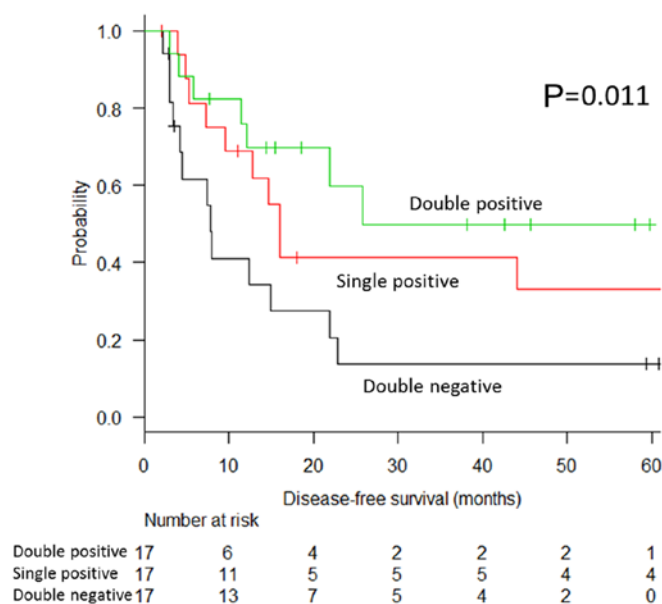 1.0
0.8
0.6
0.4
0.2
0.0
Probability
P=0.011
Double positive
Single positive
Double negative
0 10 20 30 40 50 60
Disease-free survival (months)
Number at risk
Double positive 17 6 4 2 2 2 1
Single positive 17 11 5 5 5 4 4
Double negative 17 13 7 5 4 2 0